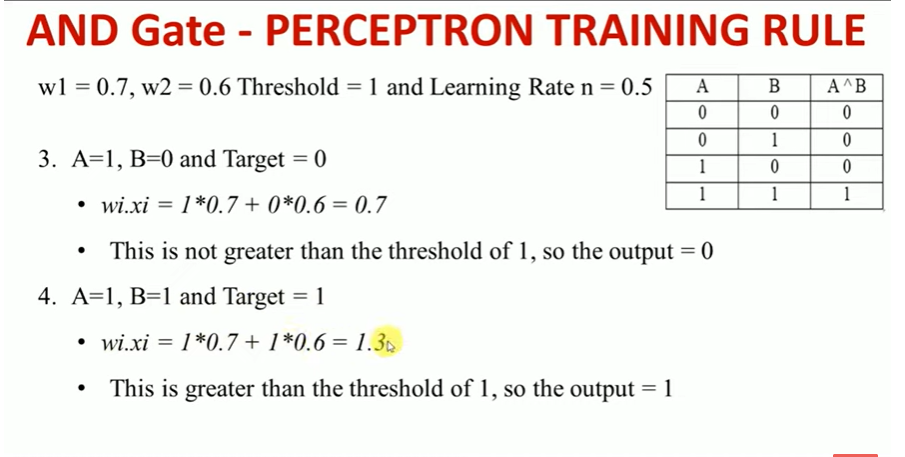 AND Gate - PERCEPTRON TRAINING RULE
w1 = 0.7, w2 = 0.6 Threshold = 1 and Learning Rate n = 0.5
A B A^B
0 0 0
0 1 0
1 0 0
1 1 1
3. A=1, B=0 and Target = 0
• wi.xi = 1*0.7 + 0*0.6 = 0.7
• This is not greater than the threshold of 1, so the output = 0
4. A=1, B=1 and Target = 1
• wi.xi = 1*0.7 + 1*0.6 = 1.3
• This is greater than the threshold of 1, so the output = 1